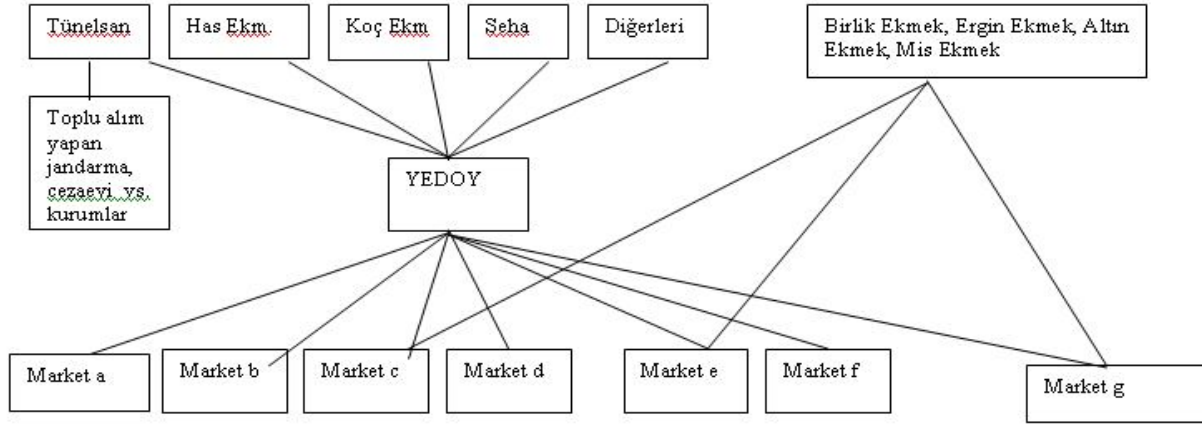 Tünelsan
Has Ekm.
Koç Ekm
Seha
Diğerleri
Birlik Ekmek, Ergin Ekmek, Altın
Ekmek, Mis Ekmek
Toplu alım
yapan
jandarma,
cezaevi vs.
kurumlar
YEDOY
Market a
Market b
Market c
Market d
Market e
Market f
Market g